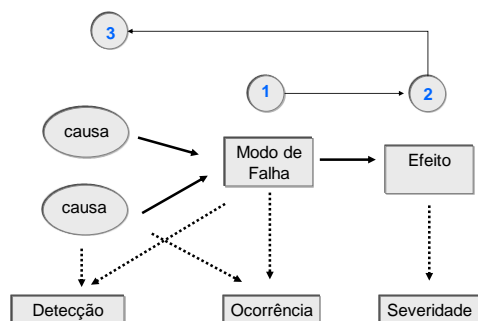 3
1
2
causa
Modo de
Falha
Efeito
causa
Detecção
Ocorrência
Severidade